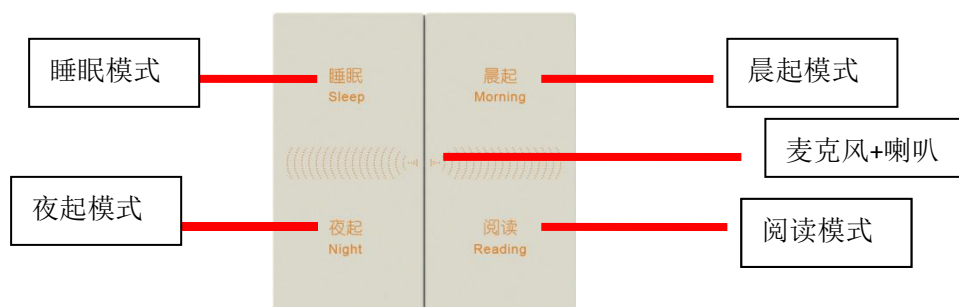 睡眠模式
睡眠
Sleep
晨起
Morning
晨起模式
麦克风+喇叭
夜起模式
夜起
Night
阅读
Reading
阅读模式